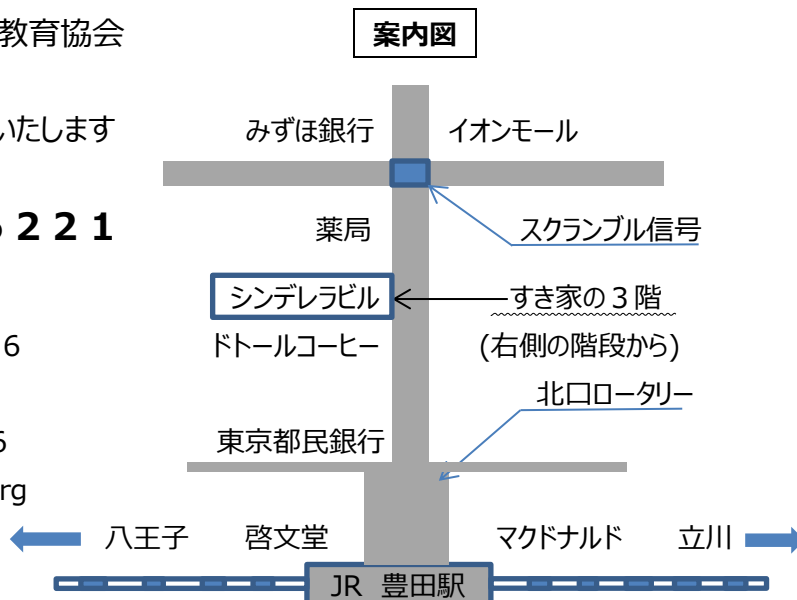 教育協会
案内図
いたします
みずほ銀行 イオンモール
２２１
薬局 スクランブル信号
シンデレラビル すき家の３階
6 ドトールコーヒー (右側の階段から)
北口ロータリー
東京都民銀行
rg
八王子 啓文堂 マクドナルド 立川
JR 豊田駅